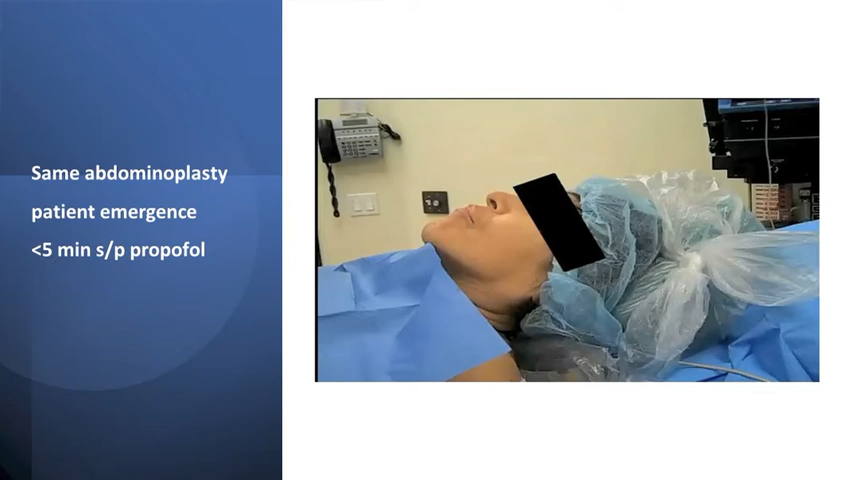 Same abdominoplasty
patient emergence
<5 min s/p propofol